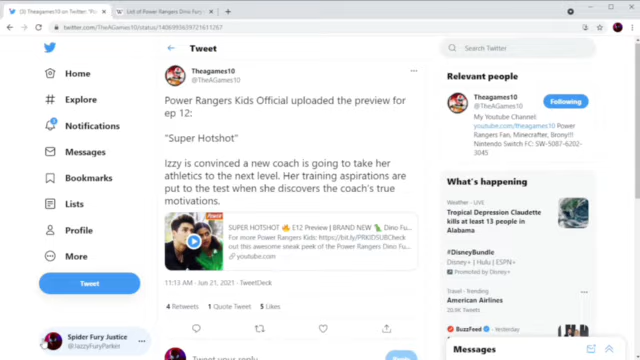 (3) Theagames10 on Twitter: "Po
List of Power Rangers Dino Fury
twitter.com/TheAGames10/status/1406993639721611267
Home
Explore
Notifications
Messages
Bookmarks
Lists
Profile
More
Tweet
Spider Fury Justice
@JazzyFuryParker
Tweet
Theagames10
@TheAGames10
Power Rangers Kids Official uploaded the preview for
ep 12:
"Super Hotshot"
Izzy is convinced a new coach is going to take her
athletics to the next level. Her training aspirations are
put to the test when she discovers the coach's true
motivations.
Power
SUPER HOTSHOT 🔥 E12 Preview | BRAND NEW 🦖 Dino Fu...
For more Power Rangers Kids: https://bit.ly/PRKIDSUBCheck
out this awesome sneak peek of the Power Rangers Dino Fu...
youtube.com
11:13 AM · Jun 21, 2021 · TweetDeck
4 Retweets 1 Quote Tweet 5 Likes
Tweet your reply
Reply
Search Twitter
Relevant people
Theagames10
@TheAGames10
Following
My Youtube Channel:
youtube.com/theagames10 Power
Rangers Fan, Minecrafter, Brony!!!
Nintendo Switch FC: SW-5087-6202-
3045
What's happening
Weather · LIVE
Tropical Depression Claudette
kills at least 13 people in
Alabama
#DisneyBundle
Disney+ | Hulu | ESPN+
Promoted by Disney+
Travel · Trending
American Airlines
20.9K Tweets
BuzzFeed · Yesterday
Messages